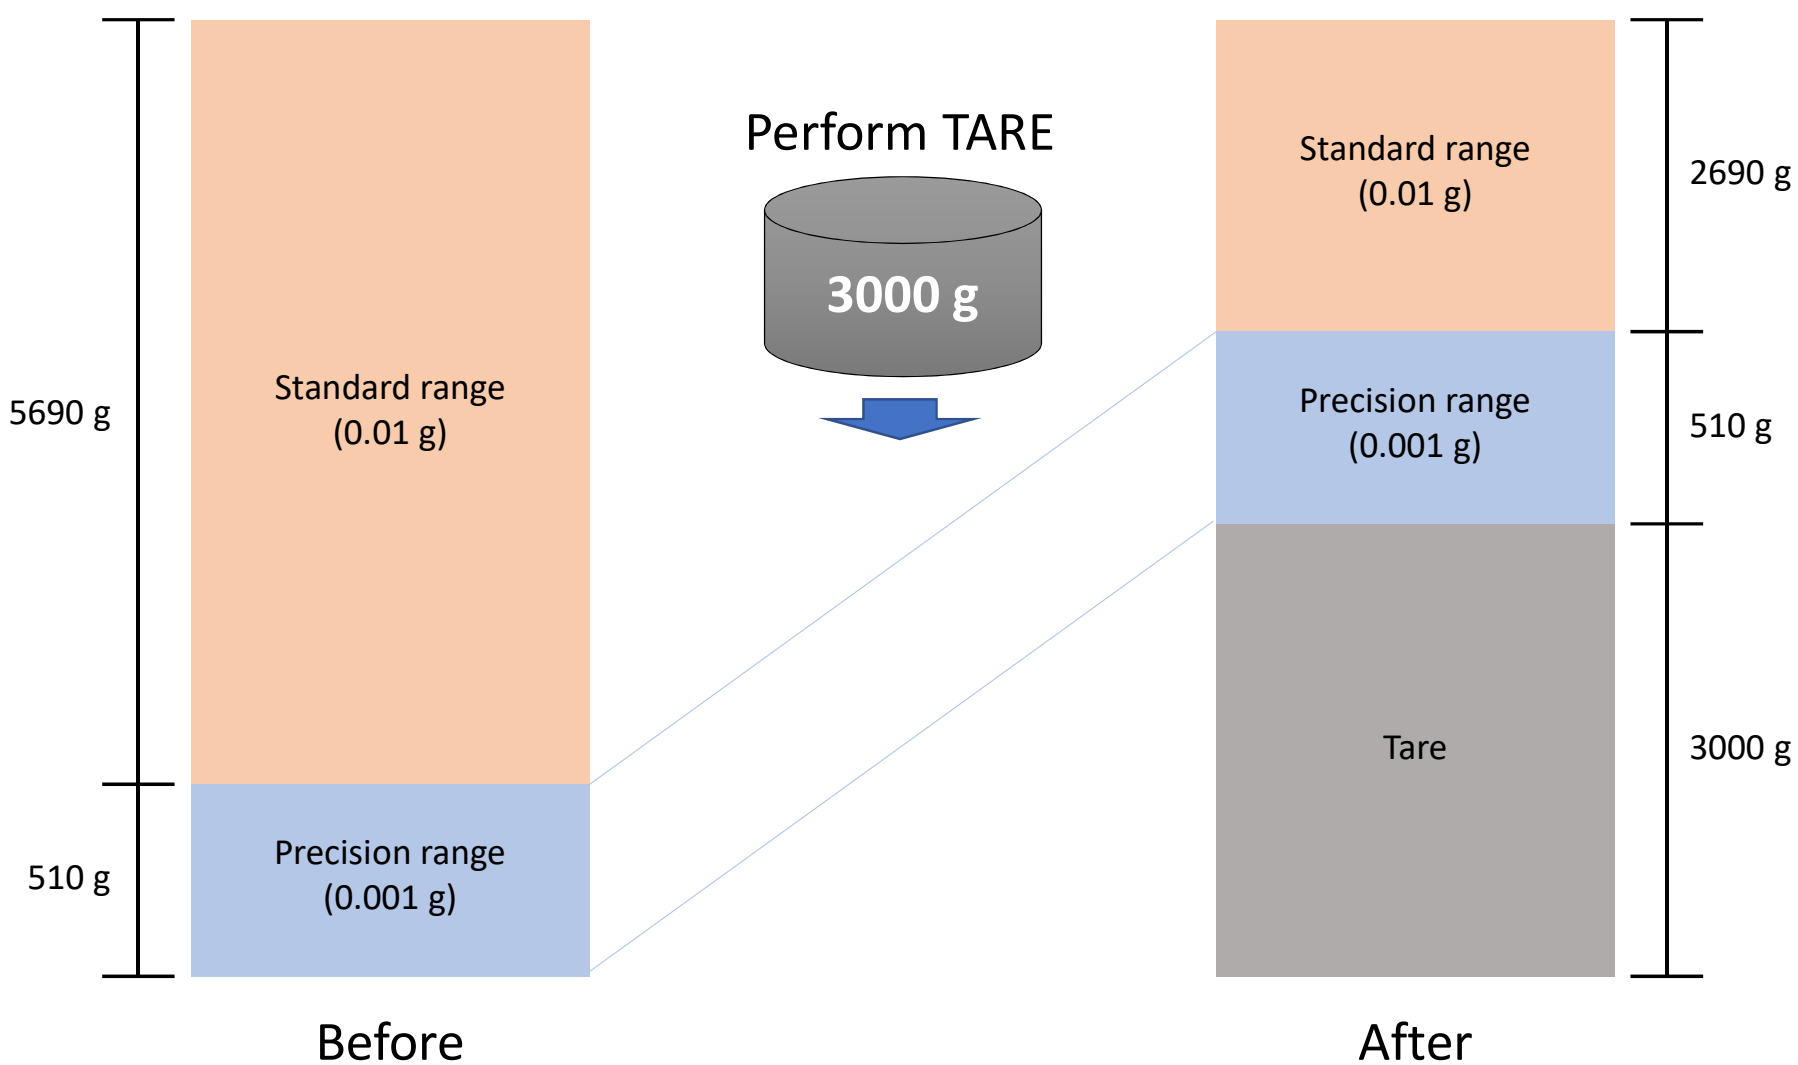 Perform TARE
3000 g
5690 g
Standard range
(0.01 g)
510 g
Precision range
(0.001 g)
Before
Standard range
(0.01 g)
2690 g
Precision range
(0.001 g)
510 g
Tare
3000 g
After